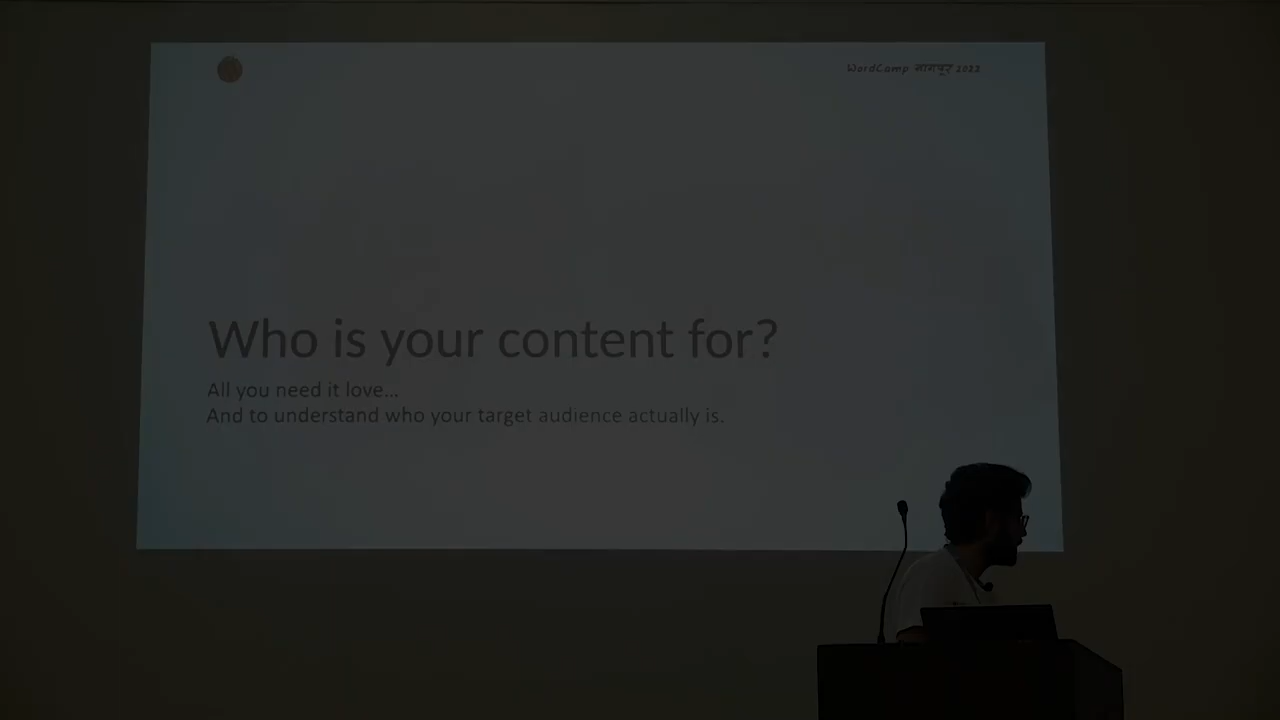 WordCamp नागपूर 2022
Who is your content for?
All you need it love...
And to understand who your target audience actually is.